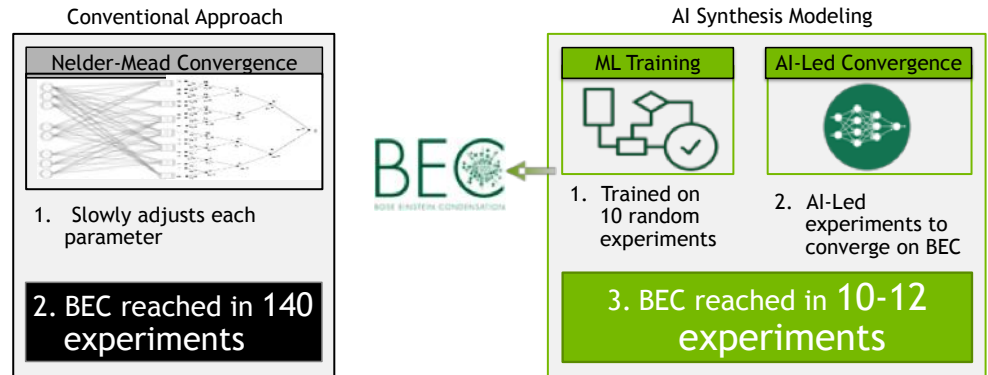 Conventional Approach
Nelder-Mead Convergence
1. Slowly adjusts each
parameter
2. BEC reached in 140
experiments
BEC
BOSE EINSTEIN CONDENSATION
AI Synthesis Modeling
ML Training
1. Trained on
10 random
experiments
AI-Led Convergence
2. AI-Led
experiments to
converge on BEC
3. BEC reached in 10-12
experiments